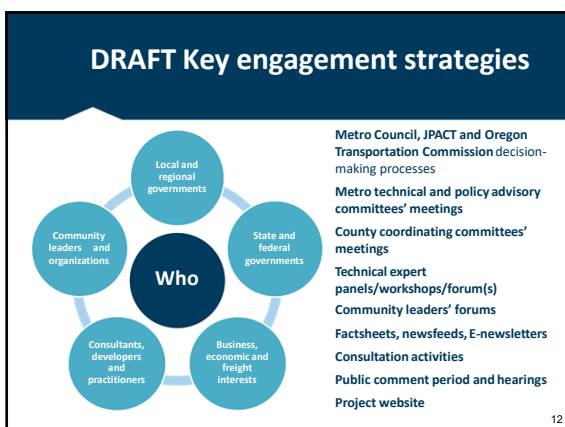 DRAFT Key engagement strategies
Local and
regional
governments
State and
federal
governments
Business,
economic and
freight
interests
Consultants,
developers
and
practitioners
Community
leaders and
organizations
Who
Metro Council, JPACT and Oregon
Transportation Commission decision-
making processes
Metro technical and policy advisory
committees’ meetings
County coordinating committees’
meetings
Technical expert
panels/workshops/forum(s)
Community leaders’ forums
Factsheets, newsfeeds, E-newsletters
Consultation activities
Public comment period and hearings
Project website
12